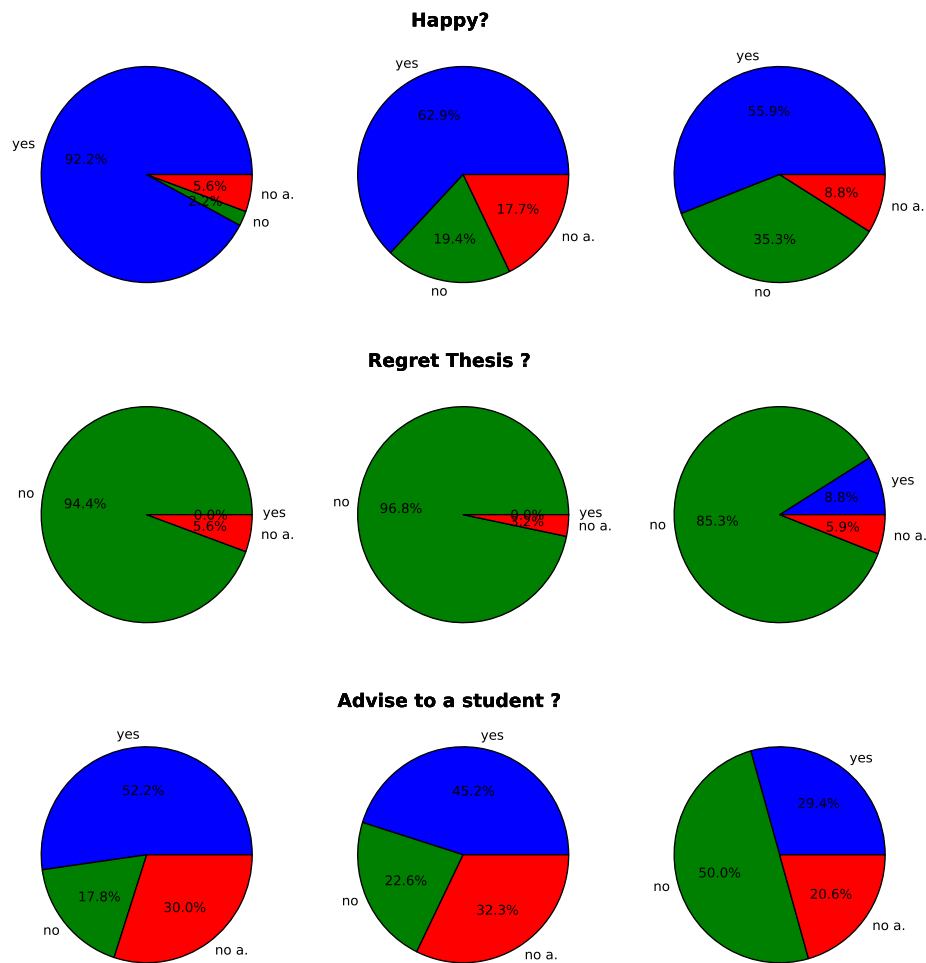 Happy?
yes
92.2%
5.6%
2.2%
no a.
no
yes
62.9%
17.7%
19.4%
no a.
no
yes
55.9%
8.8%
35.3%
no a.
no
Regret Thesis ?
no
94.4%
0.0%
5.6%
yes
no a.
no
96.8%
0.0%
3.2%
yes
no a.
no
85.3%
8.8%
5.9%
yes
no a.
Advise to a student ?
yes
52.2%
17.8%
30.0%
no
no a.
yes
45.2%
22.6%
32.3%
no
no a.
yes
29.4%
50.0%
20.6%
no
no a.